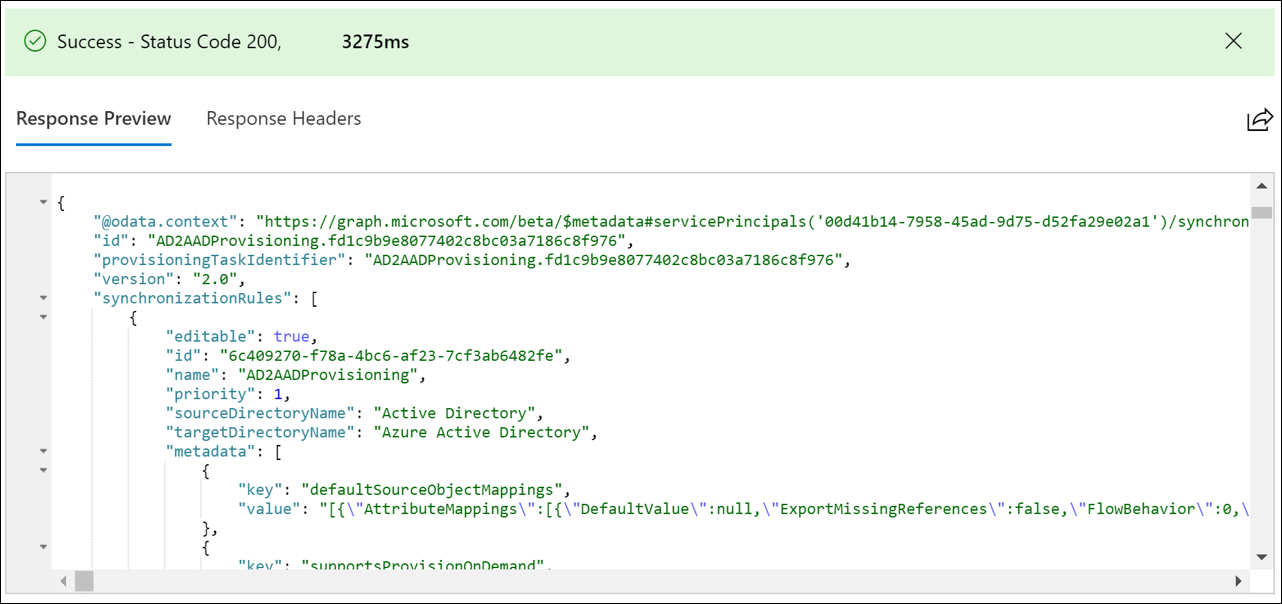 Success - Status Code 200, 3275ms
Response Preview Response Headers
{
"@odata.context": "https://graph.microsoft.com/beta/$metadata#servicePrincipals('00d41b14-7958-45ad-9d75-d52fa29e02a1')/synchron
"id": "AD2AADProvisioning.fd1c9b9e8077402c8bc03a7186c8f976",
"provisioningTaskIdentifier": "AD2AADProvisioning.fd1c9b9e8077402c8bc03a7186c8f976",
"version": "2.0",
"synchronizationRules": [
{
"editable": true,
"id": "6c409270-f78a-4bc6-af23-7cf3ab6482fe",
"name": "AD2AADProvisioning",
"priority": 1,
"sourceDirectoryName": "Active Directory",
"targetDirectoryName": "Azure Active Directory",
"metadata": [
{
"key": "defaultSourceObjectMappings",
"value": "[{\"AttributeMappings\":[{\"DefaultValue\":null,\"ExportMissingReferences\":false,\"FlowBehavior\":0,\
},
{
"key": "supportsProvisionOnDemand",